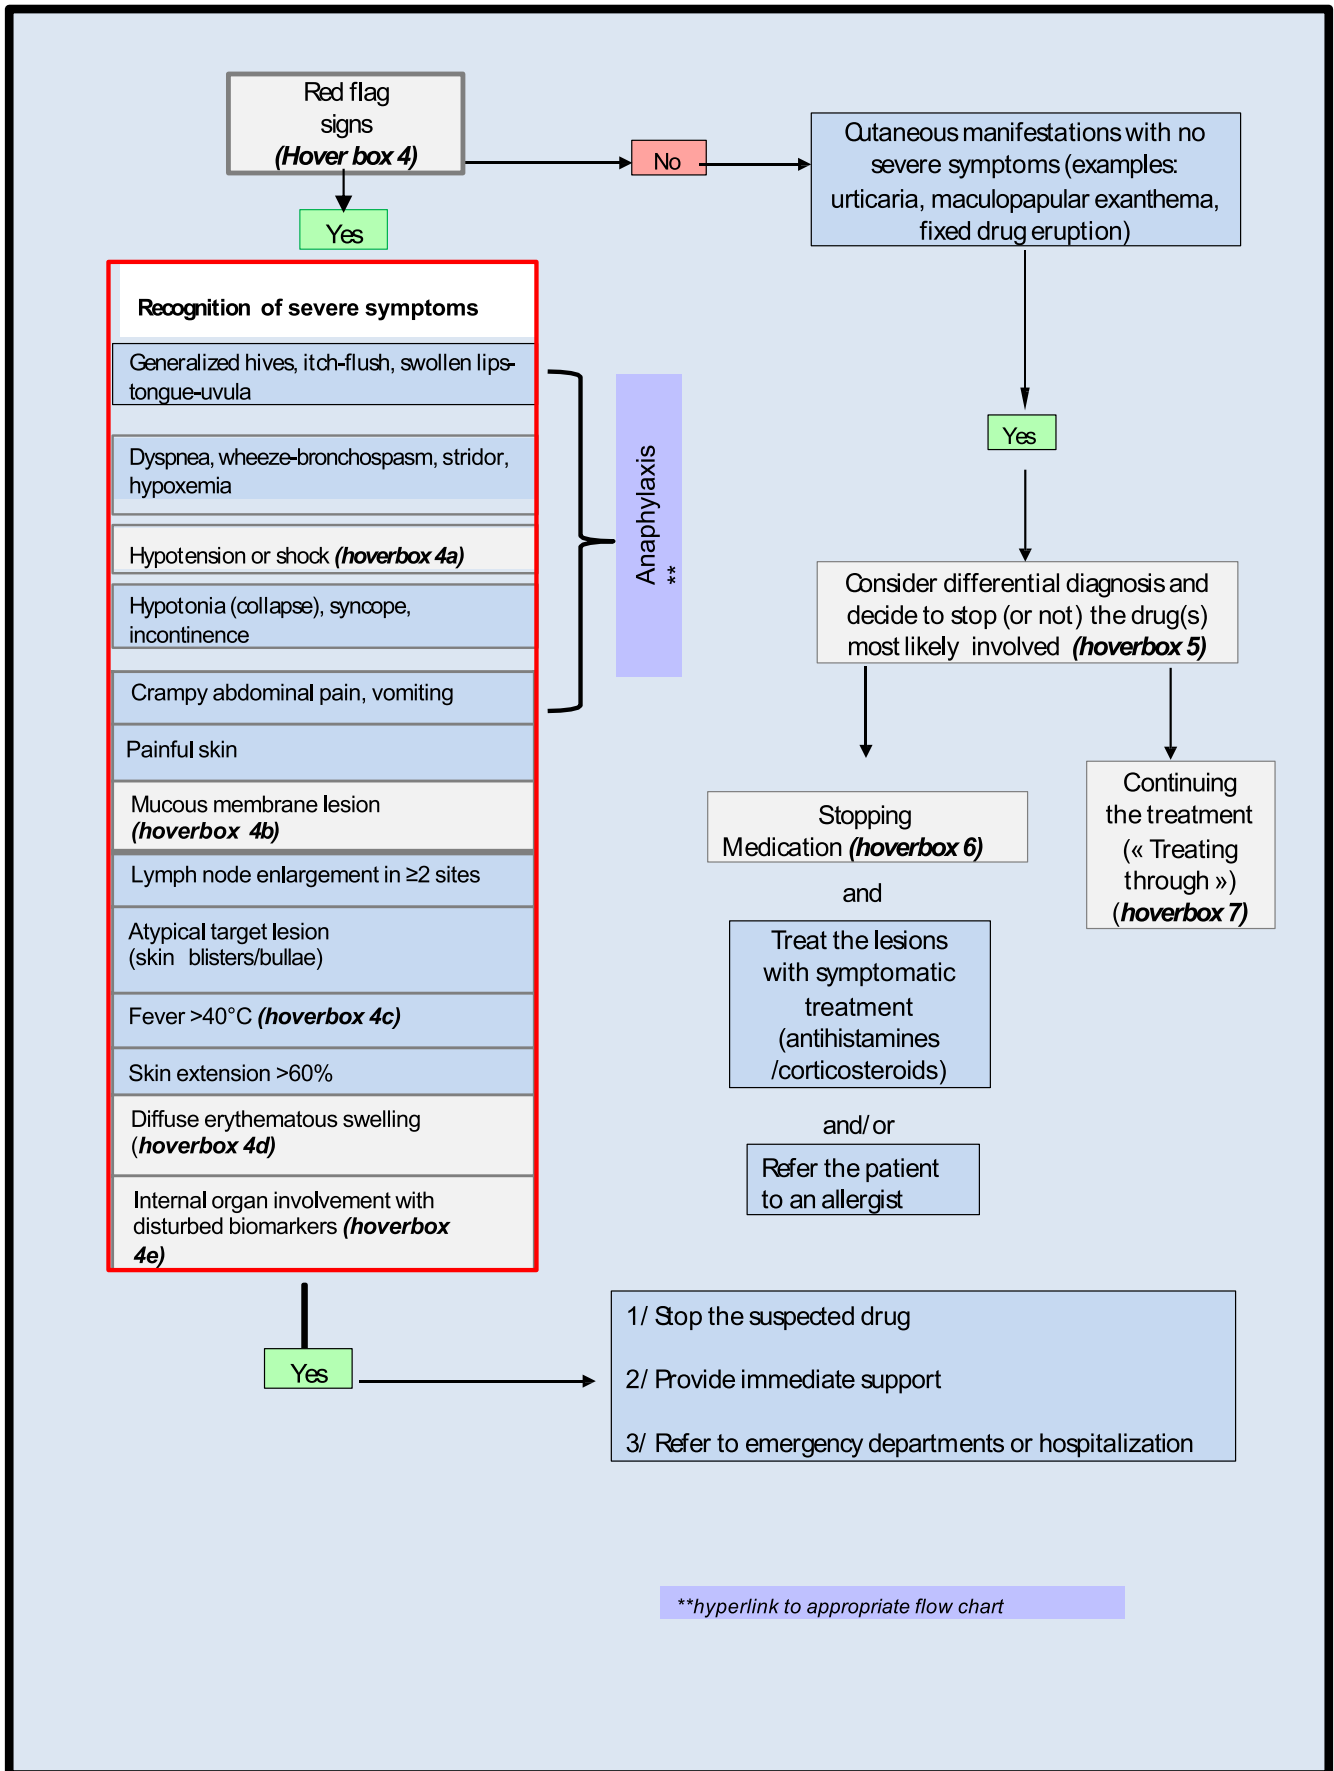 Red flag
signs
(Hover box 4)
No
Cutaneous manifestations with no
severe symptoms (examples:
urticaria, maculopapular exanthema,
fixed drug eruption)
Yes
Recognition of severe symptoms
Generalized hives, itch-flush, swollen lips-
tongue-uvula
Dyspnea, wheeze-bronchospasm, stridor,
hypoxemia
Hypotension or shock (hoverbox 4a)
Hypotonia (collapse), syncope,
incontinence
Crampy abdominal pain, vomiting
Painful skin
Mucous membrane lesion
(hoverbox 4b)
Lymph node enlargement in ≥2 sites
Atypical target lesion
(skin blisters/bullae)
Fever >40°C (hoverbox 4c)
Skin extension >60%
Diffuse erythematous swelling
(hoverbox 4d)
Internal organ involvement with
disturbed biomarkers (hoverbox
4e)
Anaphylaxis
**
Yes
Consider differential diagnosis and
decide to stop (or not) the drug(s)
most likely involved (hoverbox 5)
Stopping
Medication (hoverbox 6)
and
Treat the lesions
with symptomatic
treatment
(antihistamines
/corticosteroids)
and/or
Refer the patient
to an allergist
Continuing
the treatment
(« Treating
through »)
(hoverbox 7)
Yes
1/ Stop the suspected drug
2/ Provide immediate support
3/ Refer to emergency departments or hospitalization
**hyperlink to appropriate flow chart